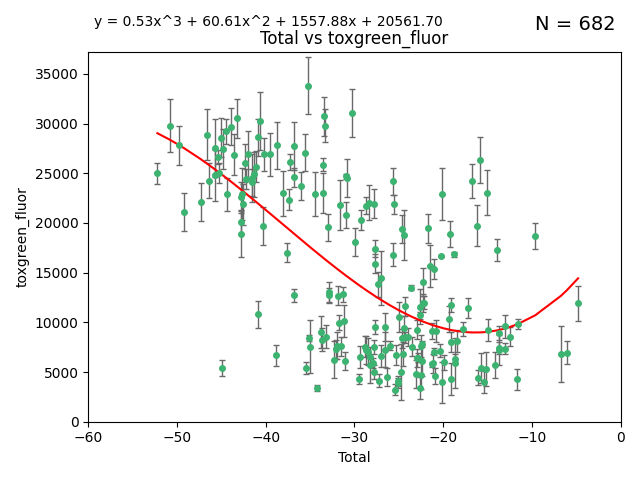 y = 0.53x^3 + 60.61x^2 + 1557.88x + 20561.70
N = 682
Total vs toxgreen_fluor
35000
30000
25000
20000
15000
10000
5000
0
toxgreen_fluor
−60 −50 −40 −30 −20 −10 0
Total